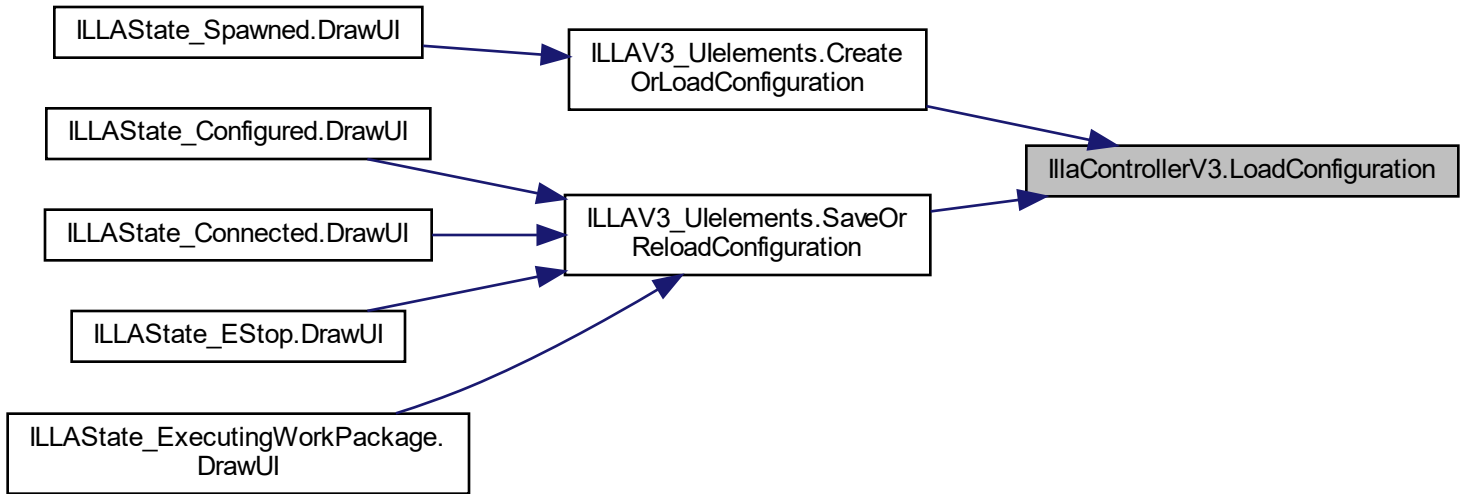 ILLAState_Spawned.DrawUI
ILLAV3_UIelements.Create
OrLoadConfiguration
ILLAState_Configured.DrawUI
IllaControllerV3.LoadConfiguration
ILLAState_Connected.DrawUI
ILLAV3_UIelements.SaveOr
ReloadConfiguration
ILLAState_EStop.DrawUI
ILLAState_ExecutingWorkPackage.
DrawUI